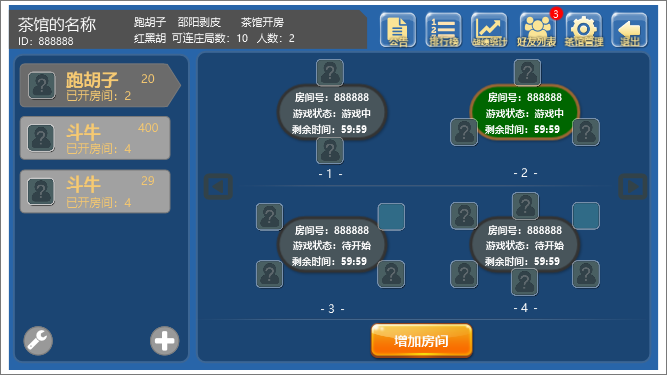 茶馆的名称
ID：888888
跑胡子 邵阳剥皮 茶馆开房
红黑胡 可连庄局数：10 人数：2
公告
排行榜
战绩统计
3
好友列表
茶馆管理
退出
跑胡子 20
已开房间：2
斗牛 400
已开房间：4
斗牛 29
已开房间：4
房间号：888888
游戏状态：游戏中
剩余时间：59:59
- 1 -
房间号：888888
游戏状态：游戏中
剩余时间：59:59
- 2 -
房间号：888888
游戏状态：待开始
剩余时间：59:59
- 3 -
房间号：888888
游戏状态：待开始
剩余时间：59:59
- 4 -
增加房间